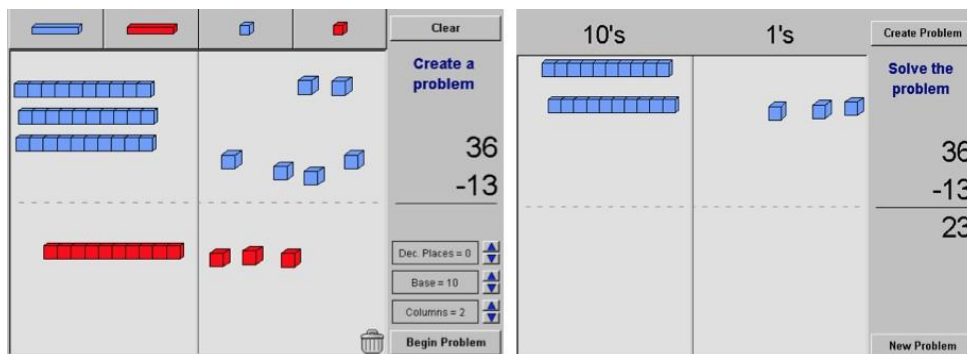 Clear
Create a
problem
36
-13
Dec. Places = 0
Base = 10
Columns = 2
Begin Problem
10's 1's
Create Problem
Solve the
problem
36
-13
23
New Problem